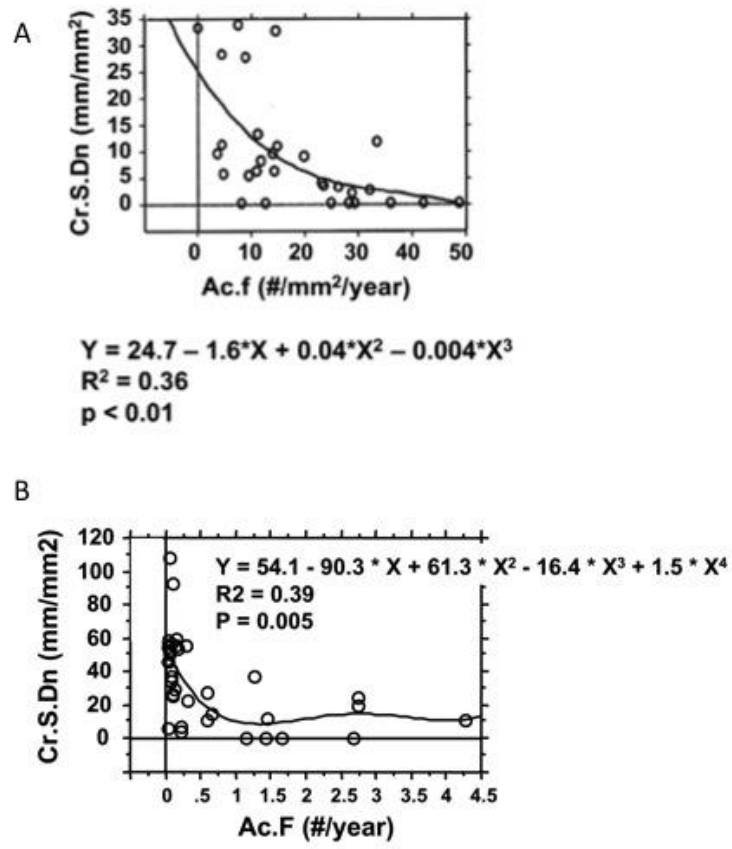 A
Cr.S.Dn (mm/mm²)
35
30
25
20
15
10
5
0
0 10 20 30 40 50
Ac.f (#/mm²/year)
Y = 24.7 – 1.6*X + 0.04*X² – 0.004*X³
R² = 0.36
p < 0.01
B
Cr.S.Dn (mm/mm2)
120
100
80
60
40
20
0
Y = 54.1 - 90.3 * X + 61.3 * X² - 16.4 * X³ + 1.5 * X⁴
R2 = 0.39
P = 0.005
0 .5 1 1.5 2 2.5 3 3.5 4 4.5
Ac.F (#/year)